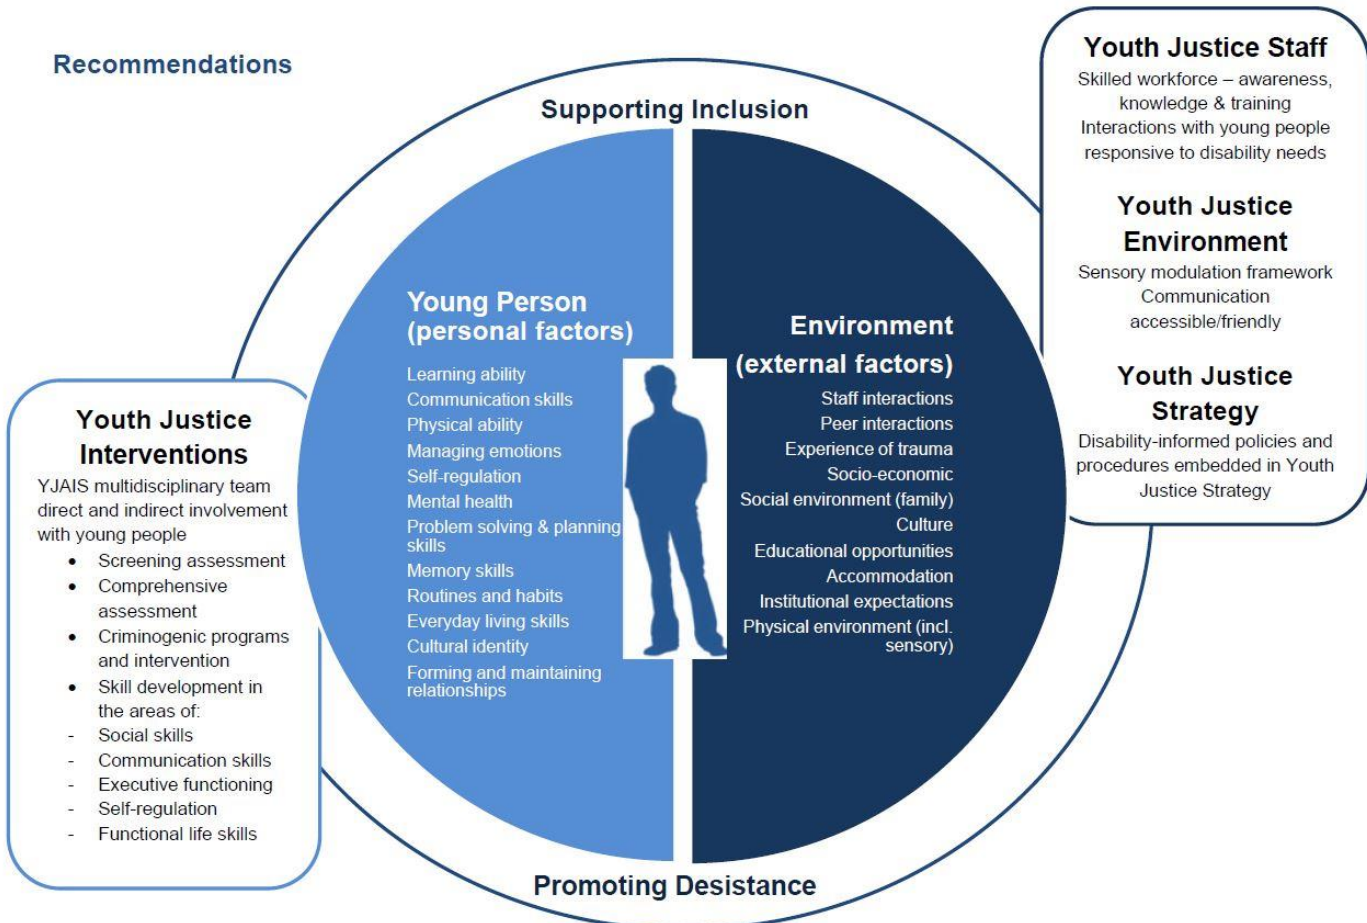 Recommendations
Supporting Inclusion
Youth Justice Staff
Skilled workforce – awareness,
knowledge & training
Interactions with young people
responsive to disability needs
Youth Justice
Environment
Sensory modulation framework
Communication
accessible/friendly
Youth Justice
Strategy
Disability-informed policies and
procedures embedded in Youth
Justice Strategy
Young Person
(personal factors)
Learning ability
Communication skills
Physical ability
Managing emotions
Self-regulation
Mental health
Problem solving & planning
skills
Memory skills
Routines and habits
Everyday living skills
Cultural identity
Forming and maintaining
relationships
Environment
(external factors)
Staff interactions
Peer interactions
Experience of trauma
Socio-economic
Social environment (family)
Culture
Educational opportunities
Accommodation
Institutional expectations
Physical environment (incl.
sensory)
Youth Justice
Interventions
YJAIS multidisciplinary team
direct and indirect involvement
with young people
• Screening assessment
• Comprehensive
assessment
• Criminogenic programs
and intervention
• Skill development in
the areas of:
- Social skills
- Communication skills
- Executive functioning
- Self-regulation
- Functional life skills
Promoting Desistance